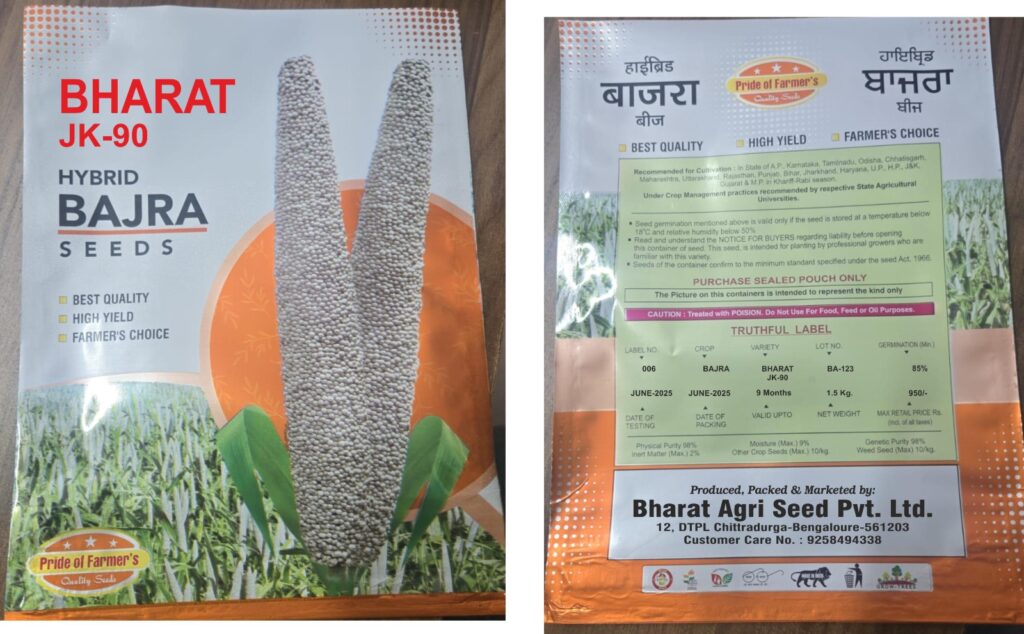 BHARAT
JK-90
HYBRID
BAJRA
SEEDS
BEST QUALITY
HIGH YIELD
FARMER'S CHOICE
Pride of Farmer's
Quality Seeds
हाईब्रिड
बाजरा
बीज
Pride of Farmer's
Quality Seeds
ਹਾਇਬ੍ਰਿਡ
ਬਾਜਰਾ
ਬੀਜ
BEST QUALITY
HIGH YIELD
FARMER'S CHOICE
Recommended for Cultivation : In State of A.P., Karnataka, Tamilnadu, Odisha, Chhatisgarh,
Maharashtra, Uttarakhand, Rajasthan, Punjab, Bihar, Jharkhand, Haryana, U.P., H.P., J&K,
Gujarat & M.P. in Khariff-Rabi season.
Under Crop Management practices recommended by respective State Agricultural
Universities.
Seed germination mentioned above is valid only if the seed is stored at a temperature below
18°C and relative humidity below 50%
Read and understand the NOTICE FOR BUYERS regarding liability before opening
this container of seed. This seed, is intended for planting by professional growers who are
familiar with this variety.
Seeds of the container confirm to the minimum standard specified under the seed Act, 1966.
PURCHASE SEALED POUCH ONLY
The Picture on this containers is intended to represent the kind only
CAUTION : Treated with POISION. Do Not Use For Food, Feed or Oil Purposes.
TRUTHFUL LABEL
LABEL NO. CROP VARIETY LOT NO. GERMINATION (Min.)
006 BAJRA BHARAT JK-90 BA-123 85%
JUNE-2025 JUNE-2025 9 Months 1.5 Kg. 950/-
DATE OF TESTING DATE OF PACKING VALID UPTO NET WEIGHT MAX RETAIL PRICE Rs. (incl. of all taxes)
Physical Purity 98% Moisture (Max.) 9% Genetic Purity 98%
Inert Matter (Max.) 2% Other Crop Seeds (Max.) 10/kg. Weed Seed (Max) 10/kg.
Produced, Packed & Marketed by:
Bharat Agri Seed Pvt. Ltd.
12, DTPL Chittradurga-Bengaloure-561203
Customer Care No. : 9258494338
MAKE IN INDIA
GROW-TREES